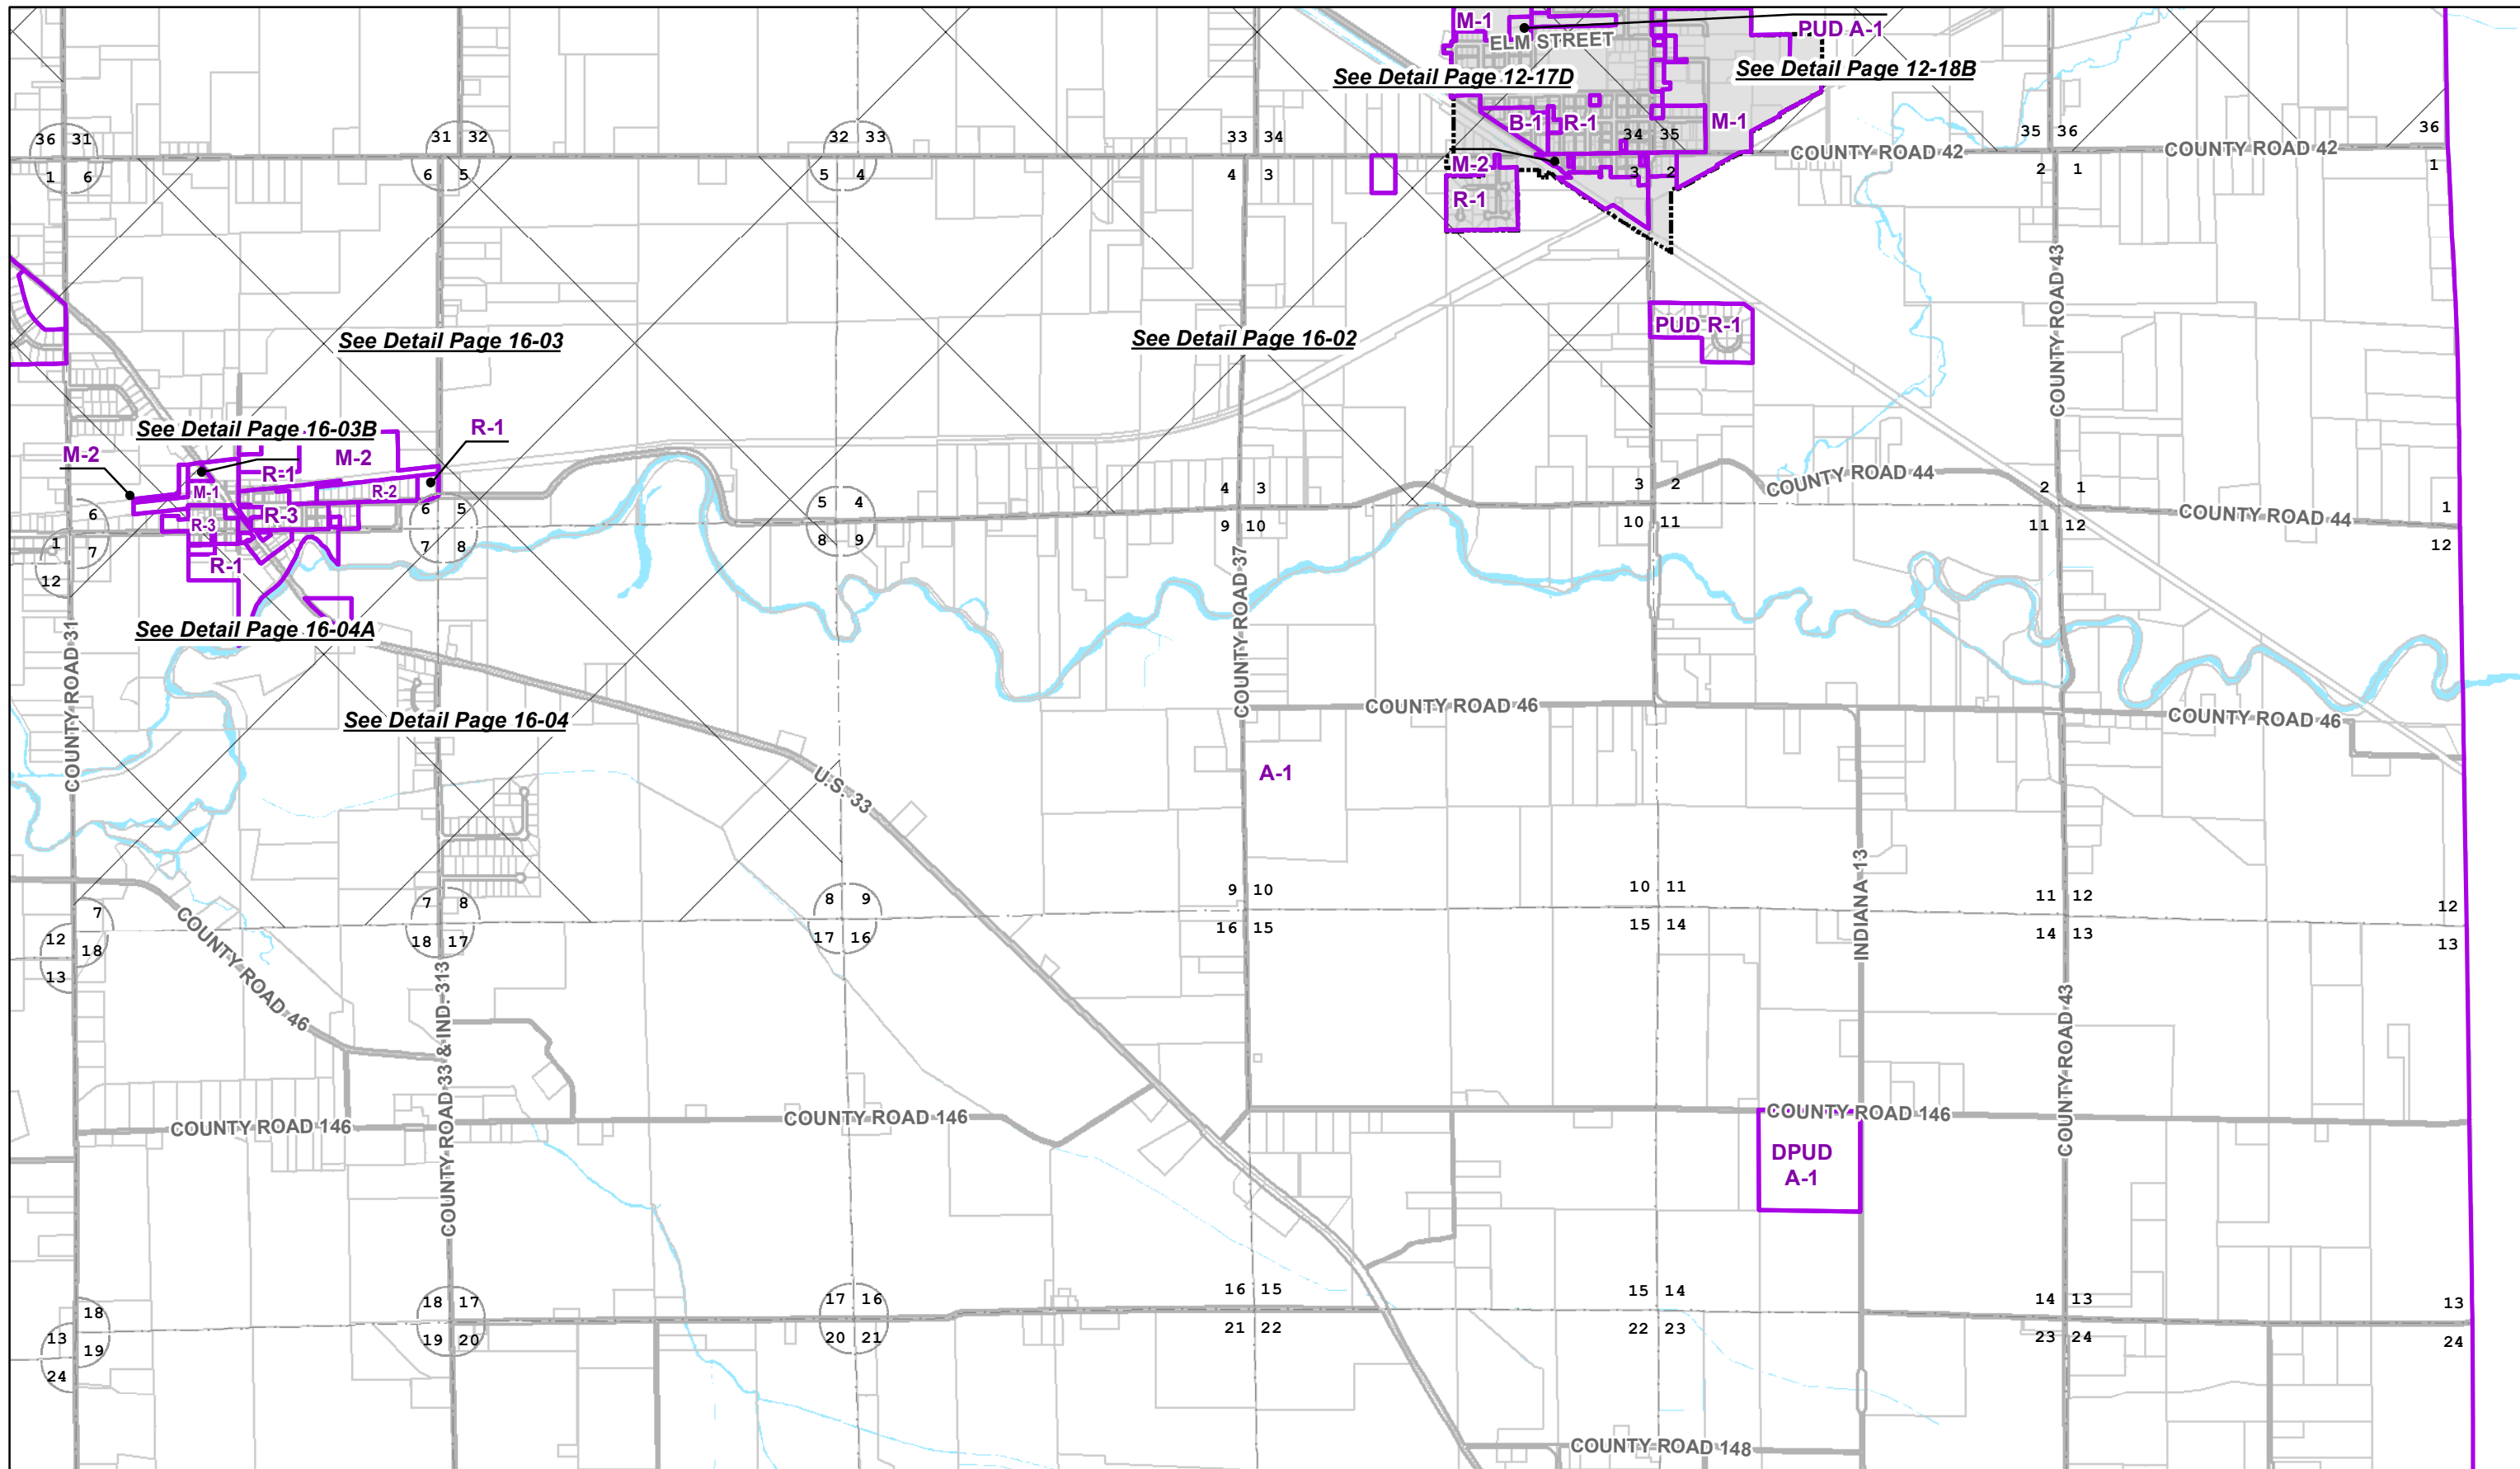 M-1
PUD A-1
ELM STREET
See Detail Page 12-17D
See Detail Page 12-18B
B-1
R-1
M-1
36 31
31 32
32 33
33 34
34 35
35 36
36
COUNTY ROAD 42
COUNTY ROAD 42
1 6
6 5
5 4
4 3
M-2
3 2
2 1
1
R-1
COUNTY ROAD 43
PUD R-1
See Detail Page 16-03
See Detail Page 16-02
See Detail Page 16-03B
R-1
M-2
M-2
R-1
M-1
R-2
COUNTY ROAD 44
6
6 5
5 4
4 3
3 2
2 1
1
R-3
R-3
COUNTY ROAD 44
1
7
7 8
8 9
9 10
10 11
11 12
12
R-1
12
COUNTY ROAD 37
See Detail Page 16-04A
COUNTY ROAD 31
See Detail Page 16-04
COUNTY ROAD 46
COUNTY ROAD 46
U.S. 33
A-1
INDIANA 13
7
7 8
8 9
9 10
10 11
11 12
12
COUNTY ROAD 46
12
18
18 17
17 16
16 15
15 14
14 13
13
13
COUNTY ROAD 33 & IND. 313
COUNTY ROAD 43
COUNTY ROAD 146
COUNTY ROAD 146
COUNTY ROAD 146
DPUD
A-1
18
18 17
17 16
16 15
15 14
14 13
13
13
19
19 20
20 21
21 22
22 23
23 24
24
24
COUNTY ROAD 148